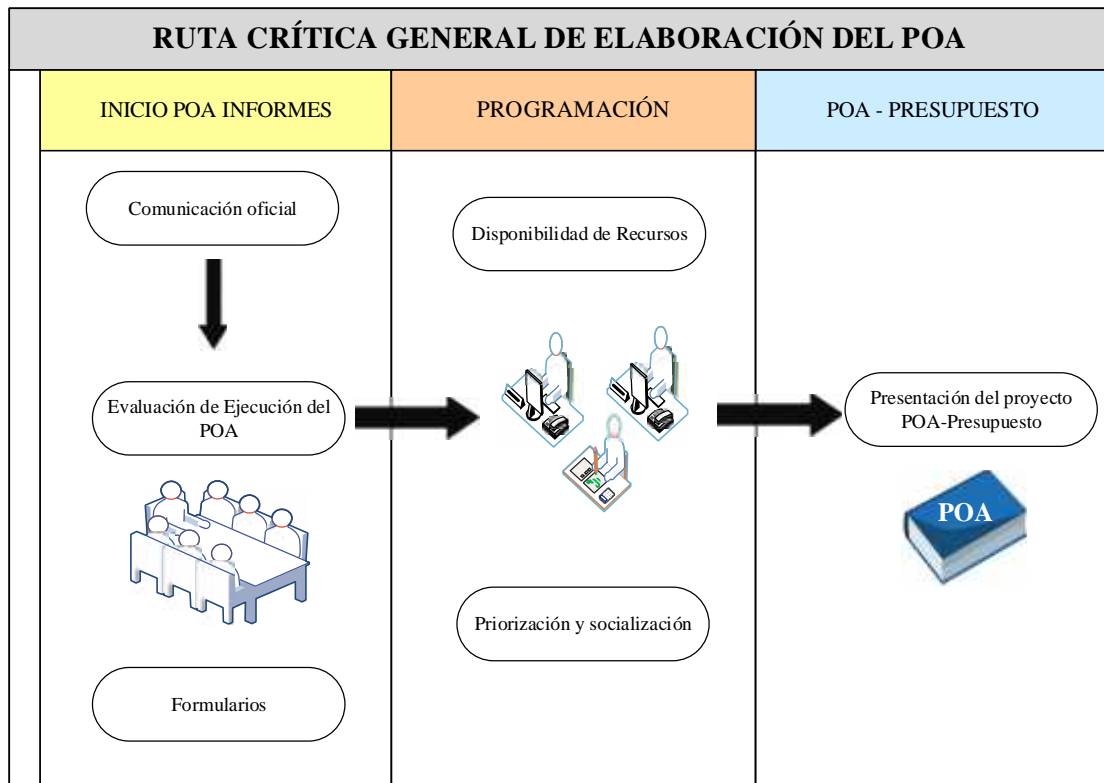 RUTA CRÍTICA GENERAL DE ELABORACIÓN DEL POA
INICIO POA INFORMES
PROGRAMACIÓN
POA - PRESUPUESTO
Comunicación oficial
Evaluación de Ejecución del
POA
Formularios
Disponibilidad de Recursos
Priorización y socialización
Presentación del proyecto
POA-Presupuesto
POA